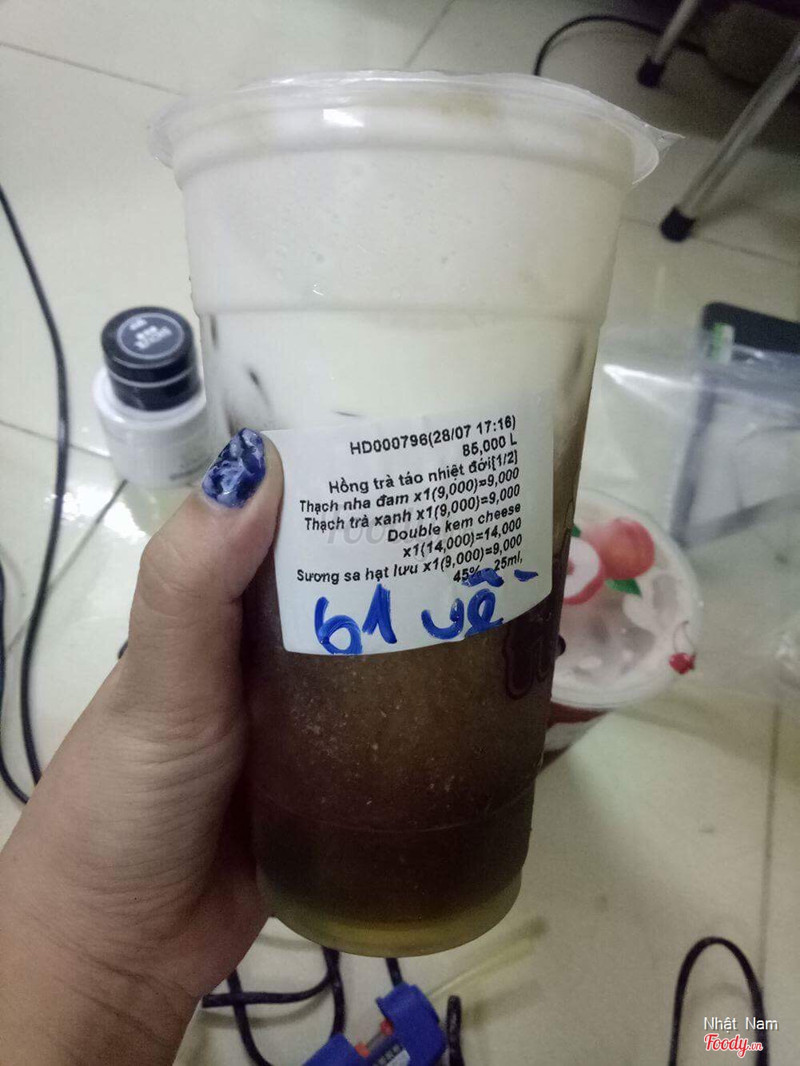 HD000796(28/07 17:16)
85,000 L
Hồng trà táo nhiệt đới[1/2]
Thạch nha đam x1(9,000)=9,000
Thạch trà xanh x1(9,000)=9,000
Double kem cheese
x1(14,000)=14,000
Sương sa hạt lưu x1(9,000)=9,000
45% 25ml,
61 Về
Nhật Nam
Foody.vn